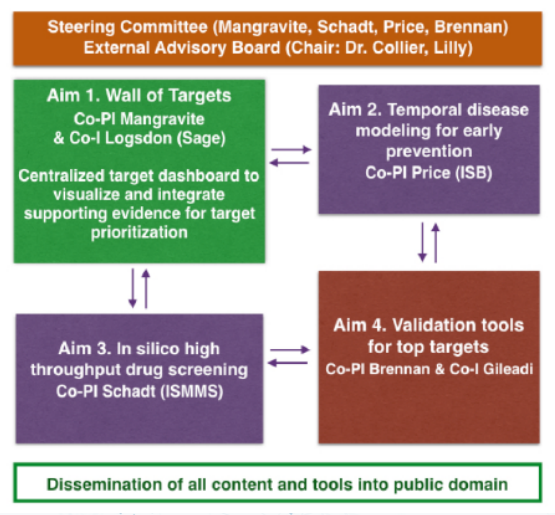 Steering Committee (Mangravite, Schadt, Price, Brennan)
External Advisory Board (Chair: Dr. Collier, Lilly)
Aim 1. Wall of Targets
Co-PI Mangravite
& Co-I Logsdon (Sage)
Centralized target dashboard to
visualize and integrate
supporting evidence for target
prioritization
Aim 2. Temporal disease
modeling for early
prevention
Co-PI Price (ISB)
Aim 3. In silico high
throughput drug screening
Co-PI Schadt (ISMMS)
Aim 4. Validation tools
for top targets
Co-PI Brennan & Co-I Gileadi
Dissemination of all content and tools into public domain